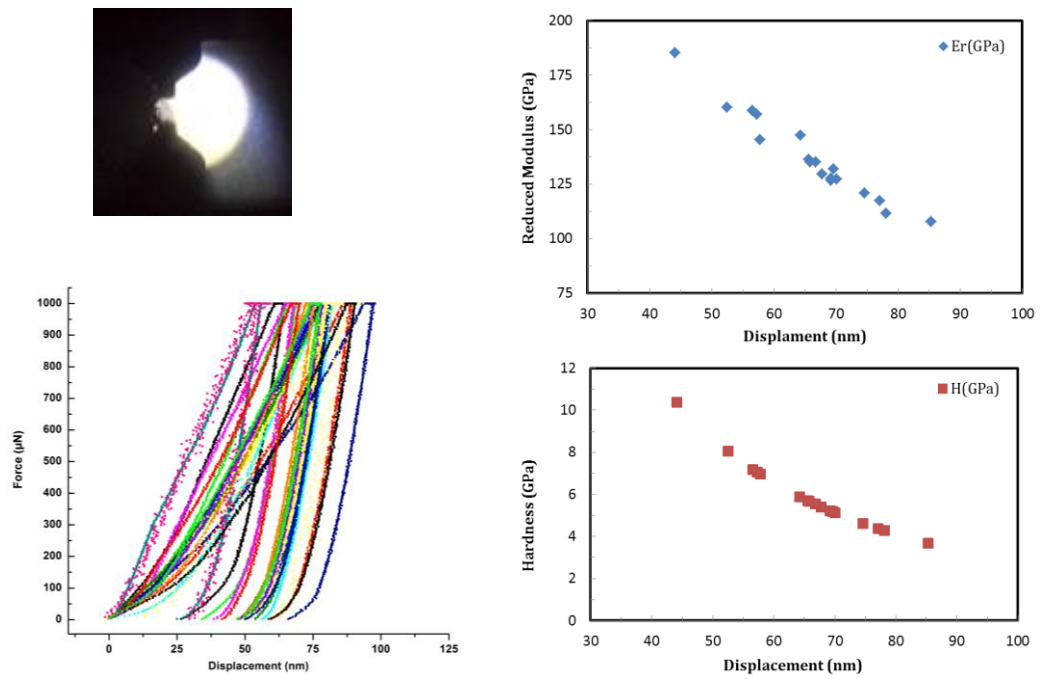 200
175
150
125
100
75
30 40 50 60 70 80 90 100
Reduced Modulus (GPa)
Displament (nm)
Er(GPa)
1000
900
800
700
600
500
400
300
200
100
0
0 25 50 75 100 125
Force (µN)
Displacement (nm)
12
10
8
6
4
2
0
30 40 50 60 70 80 90 100
Hardness (GPa)
Displacement (nm)
H(GPa)